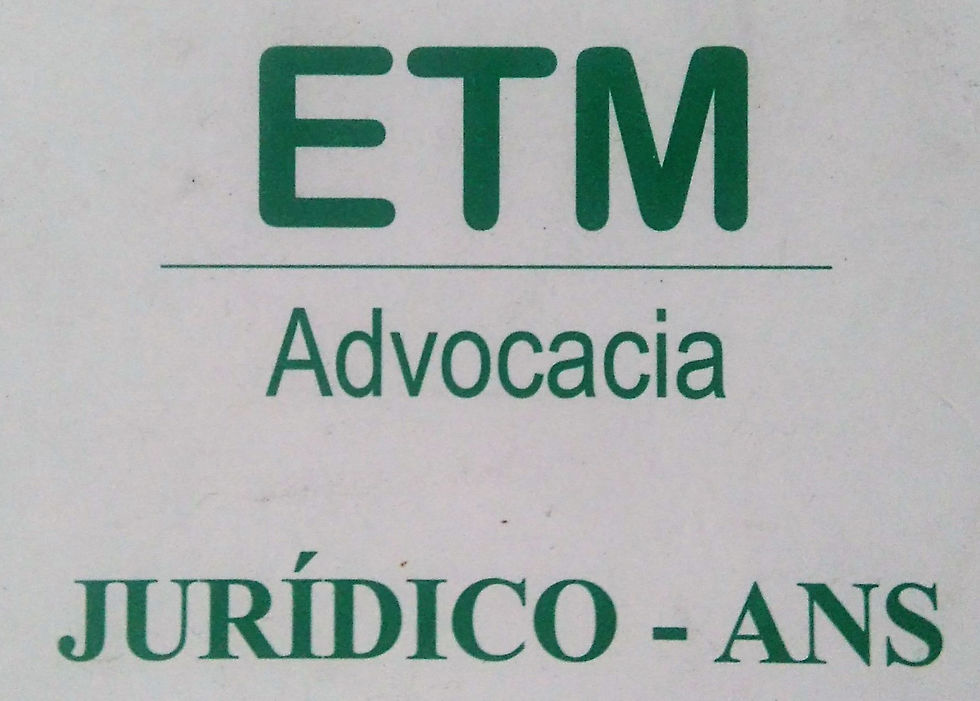 ETM
Advocacia
JURÍDICO - ANS